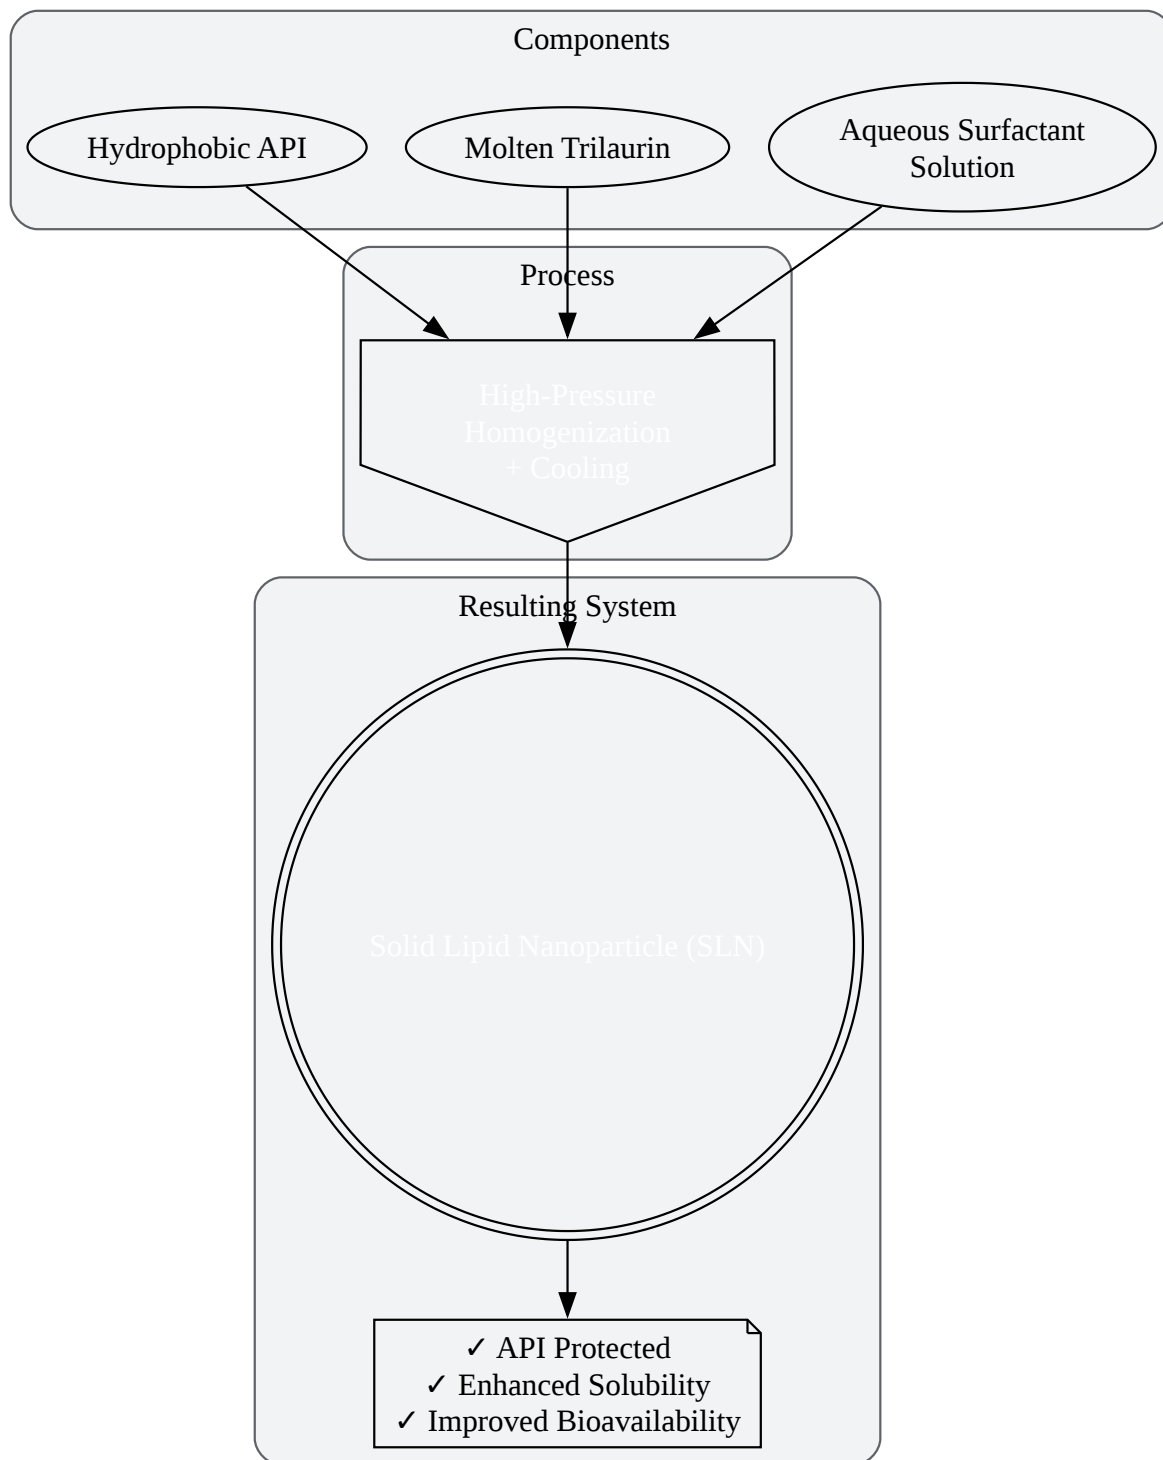 Components
Hydrophobic API
Molten Trilaurin
Aqueous Surfactant
Solution
Process
High-Pressure
Homogenization
+ Cooling
Resulting System
Solid Lipid Nanoparticle (SLN)
✓ API Protected
✓ Enhanced Solubility
✓ Improved Bioavailability